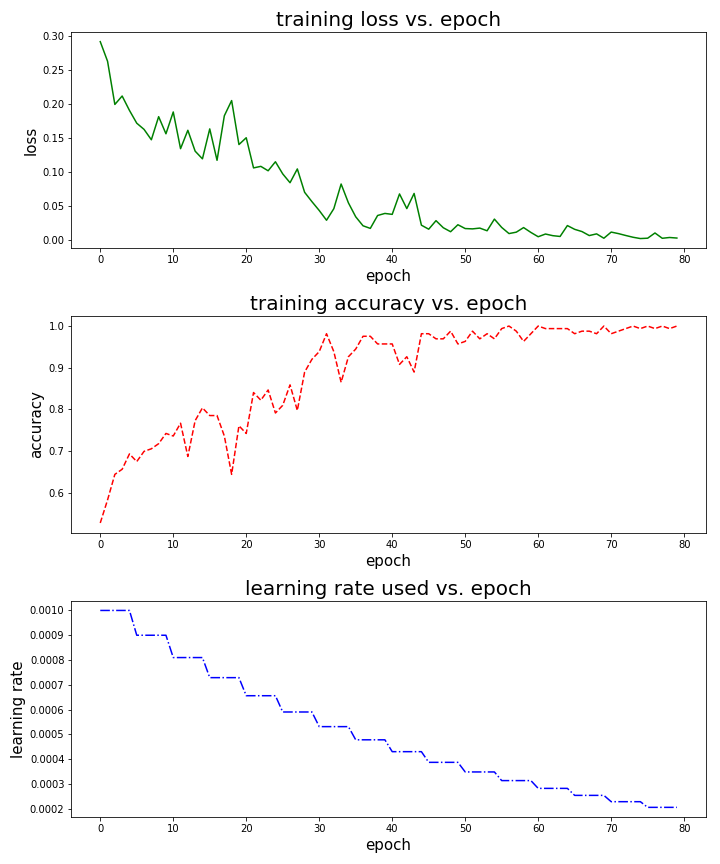 training loss vs. epoch
0.30
0.25
0.20
0.15
0.10
0.05
0.00
loss
0 10 20 30 40 50 60 70 80
epoch
training accuracy vs. epoch
1.0
0.9
0.8
0.7
0.6
accuracy
0 10 20 30 40 50 60 70 80
epoch
learning rate used vs. epoch
0.0010
0.0009
0.0008
0.0007
0.0006
0.0005
0.0004
0.0003
0.0002
learning rate
0 10 20 30 40 50 60 70 80
epoch